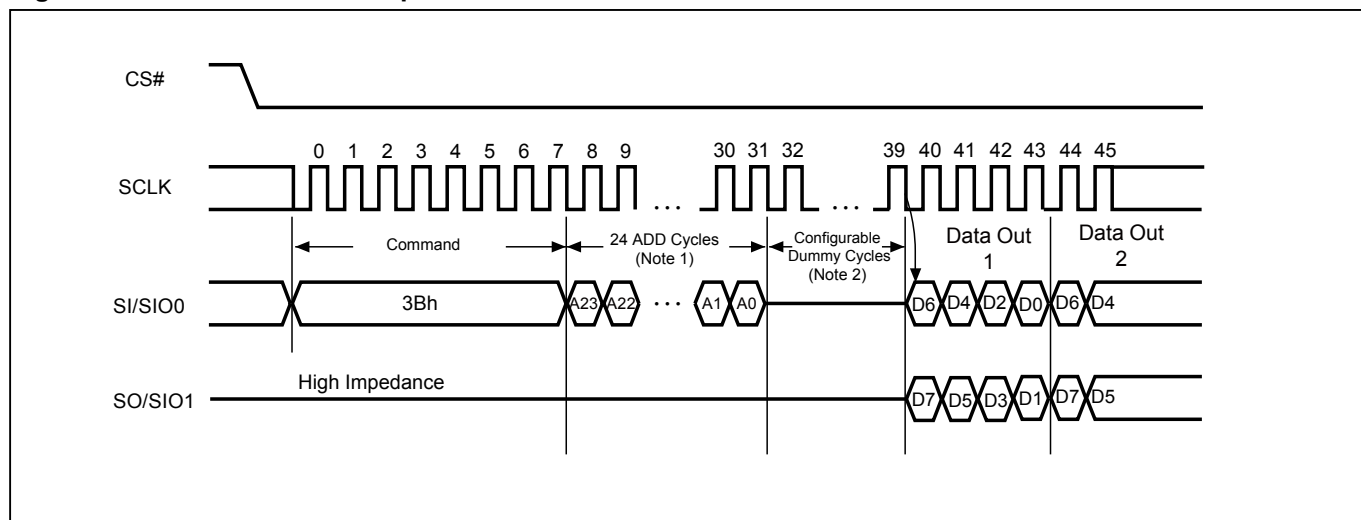 CS#
0 1 2 3 4 5 6 7 8 9 30 31 32 39 40 41 42 43 44 45
SCLK
...
...
Command
24 ADD Cycles
(Note 1)
Configurable
Dummy Cycles
(Note 2)
Data Out
1
Data Out
2
SI/SIO0
3Bh
A23 A22 ... A1 A0
D6 D4 D2 D0 D6 D4
High Impedance
SO/SIO1
D7 D5 D3 D1 D7 D5